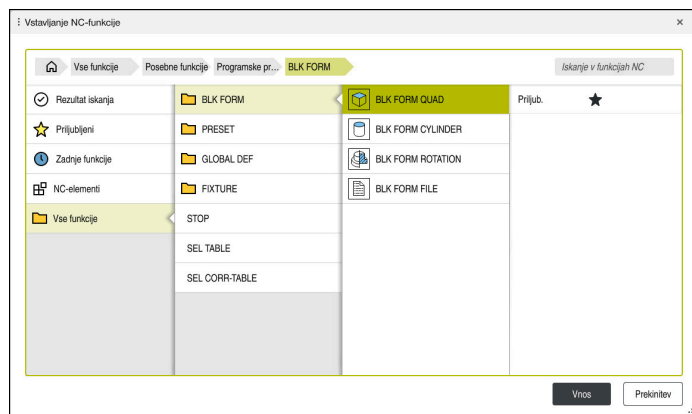 Vstavljanje NC-funkcije
Vse funkcije Posebne funkcije Programske pr... BLK FORM Iskanje v funkcijah NC
Rezultat iskanja BLK FORM BLK FORM QUAD Priljub.
Priljubljeni PRESET BLK FORM CYLINDER
Zadnje funkcije GLOBAL DEF BLK FORM ROTATION
NC-elementi FIXTURE BLK FORM FILE
Vse funkcije STOP
SEL TABLE
SEL CORR-TABLE
Vnos Prekinitev